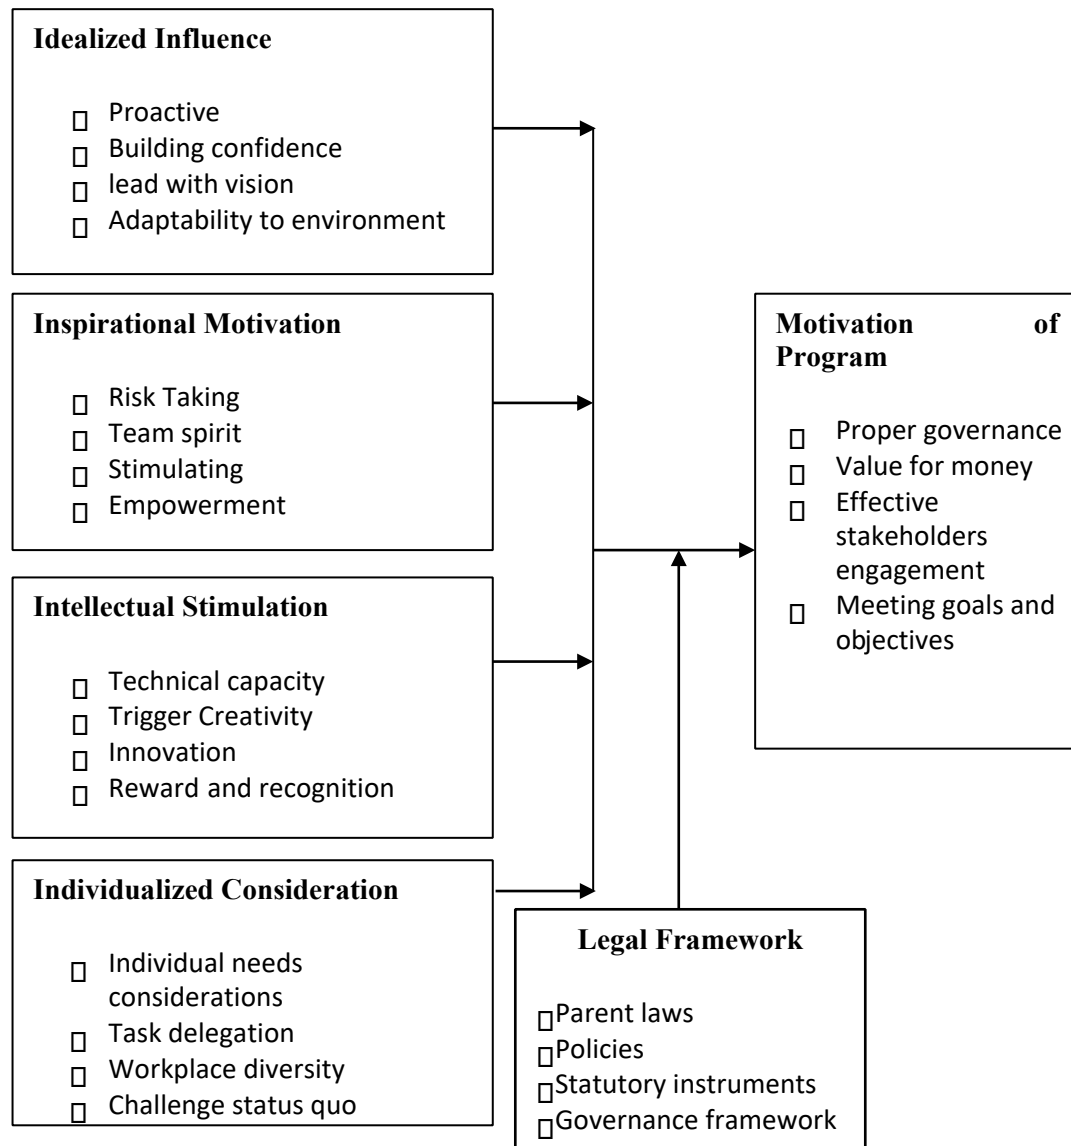 Idealized Influence
Proactive
Building confidence
lead with vision
Adaptability to environment
Inspirational Motivation
Risk Taking
Team spirit
Stimulating
Empowerment
Intellectual Stimulation
Technical capacity
Trigger Creativity
Innovation
Reward and recognition
Individualized Consideration
Individual needs
considerations
Task delegation
Workplace diversity
Challenge status quo
Legal Framework
Parent laws
Policies
Statutory instruments
Governance framework
Motivation of
Program
Proper governance
Value for money
Effective
stakeholders
engagement
Meeting goals and
objectives